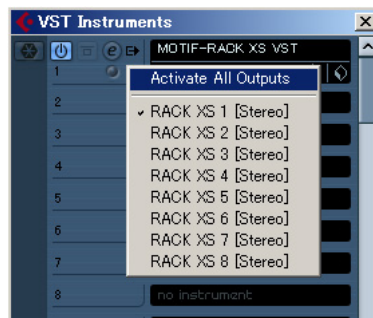 VST Instruments
e MOTIF-RACK XS VST
1
Activate All Outputs
2
✓ RACK XS 1 [Stereo]
RACK XS 2 [Stereo]
3
RACK XS 3 [Stereo]
4
RACK XS 4 [Stereo]
5
RACK XS 5 [Stereo]
6
RACK XS 6 [Stereo]
RACK XS 7 [Stereo]
7
RACK XS 8 [Stereo]
8 no instrument